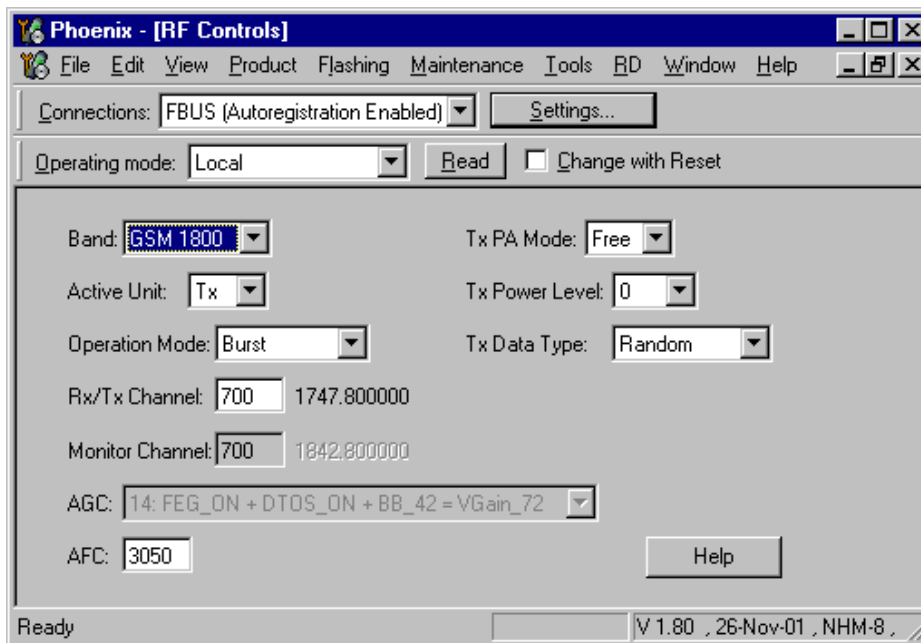 Phoenix - [RF Controls]
File Edit View Product Flashing Maintenance Tools RD Window Help
Connections: FBUS (Autoregistration Enabled) Settings...
Operating mode: Local Read Change with Reset
Band: GSM 1800 Tx PA Mode: Free
Active Unit: Tx Tx Power Level: 0
Operation Mode: Burst Tx Data Type: Random
Rx/Tx Channel: 700 1747.800000
Monitor Channel: 700 1842.800000
AGC: 14: FEG_ON + DTOS_ON + BB_42 = VGain_72
AFC: 3050 Help
Ready V 1.80 , 26-Nov-01 , NHM-8 ,